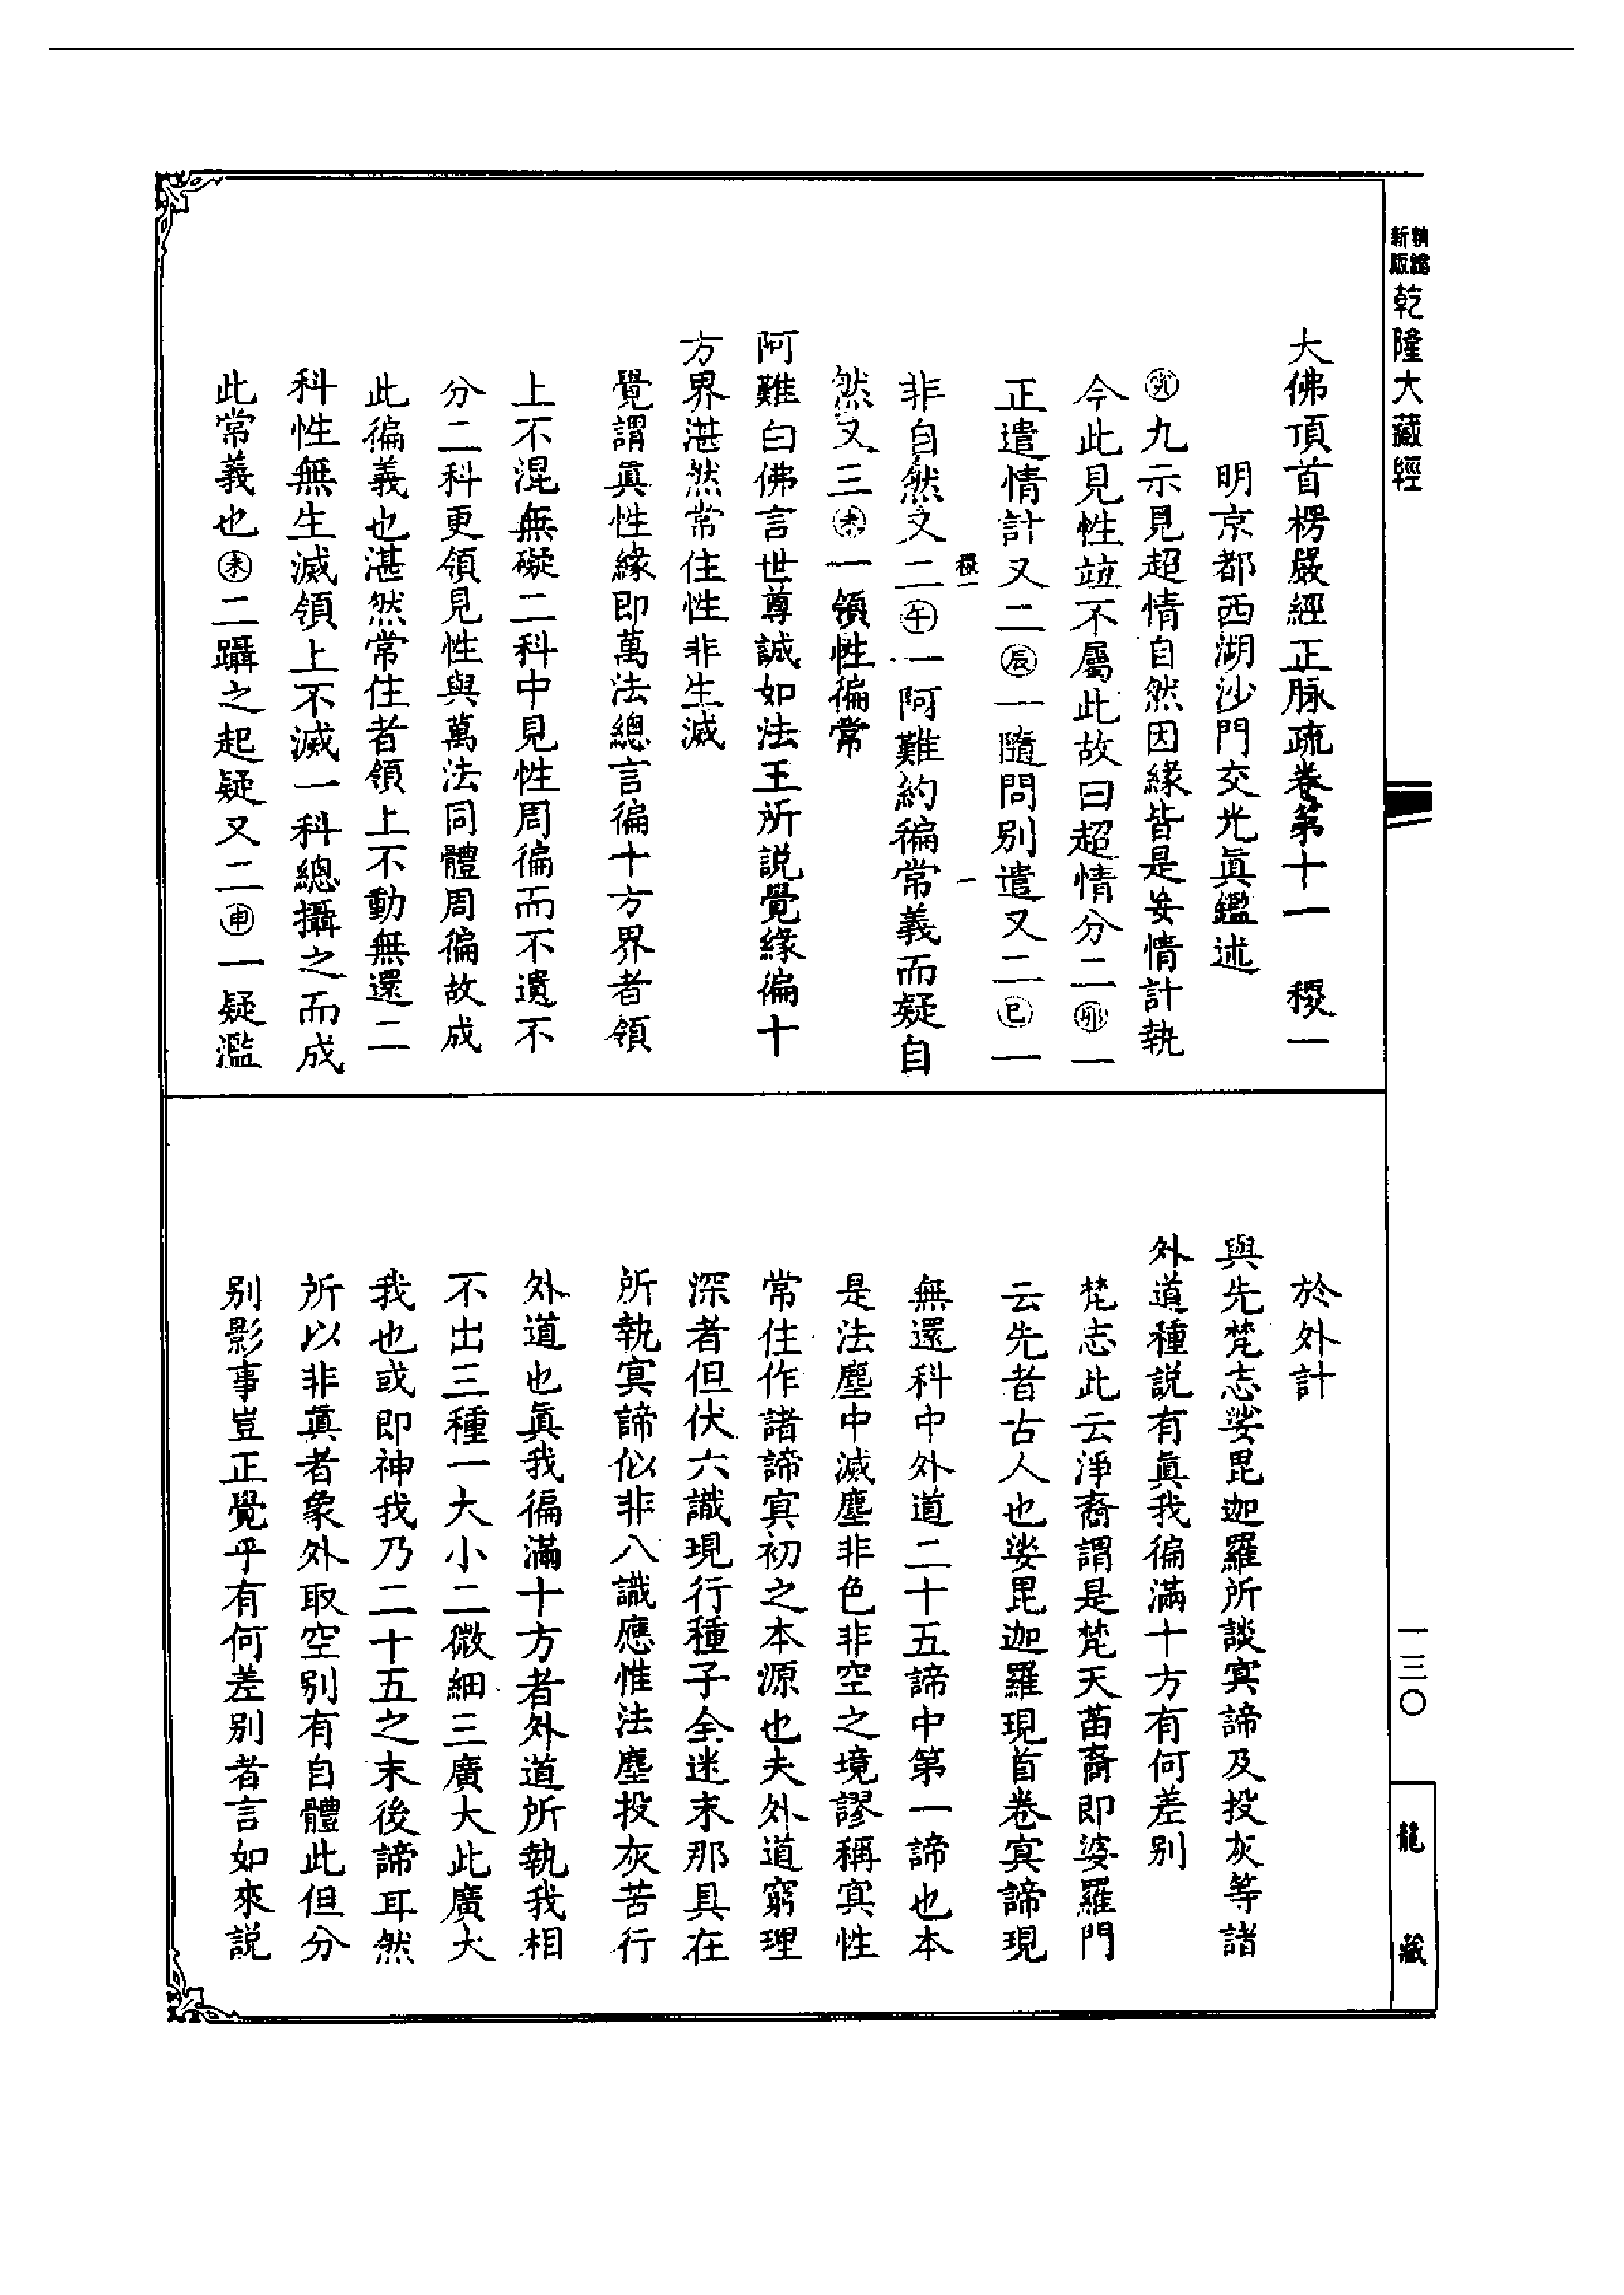 精縮
新版
乾隆大藏經
大佛頂首楞嚴經正脉疏卷第十一 稷一
明京都西湖沙門交光眞鑑述
九示見超情自然因緣皆是妄情計執
今此見性竝不屬此故曰超情分二㊉一
正遣情計又二㊉一隨問別遣又二㊉一
稷一
一
非自然又二㊉一阿難約徧常義而疑自
然又三㊉一領性徧常
阿難白佛言世尊誠如法王所説覺緣徧十
方界湛然常住性非生滅
覺謂眞性緣即萬法總言徧十方界者領
上不混無礙二科中見性周徧而不遺不
分二科更領見性與萬法同體周徧故成
此徧義也湛然常住者領上不動無還二
科性無生滅領上不滅一科總攝之而成
此常義也㊉二躡之起疑又二㊉一疑濫
於外計
與先梵志娑毘迦羅所談冥諦及投灰等諸
外道種説有眞我徧滿十方有何差别
梵志此云淨裔謂是梵天苗裔即婆羅門
云先者古人也娑毘迦羅現首卷冥諦現
無還科中外道二十五諦中第一諦也本
是法塵中滅塵非色非空之境謬稱冥性
常住作諸諦冥初之本源也夫外道窮理
深者但伏六識現行種子全迷末那具在
所執冥諦似非八識應惟法塵投灰苦行
外道也眞我徧滿十方者外道所執我相
不出三種一大小二微細三廣大此廣大
我也或即神我乃二十五之末後諦耳然
所以非眞者象外取空别有自體此但分
别影事豈正覺乎有何差别者言如來説
一三〇
龍藏